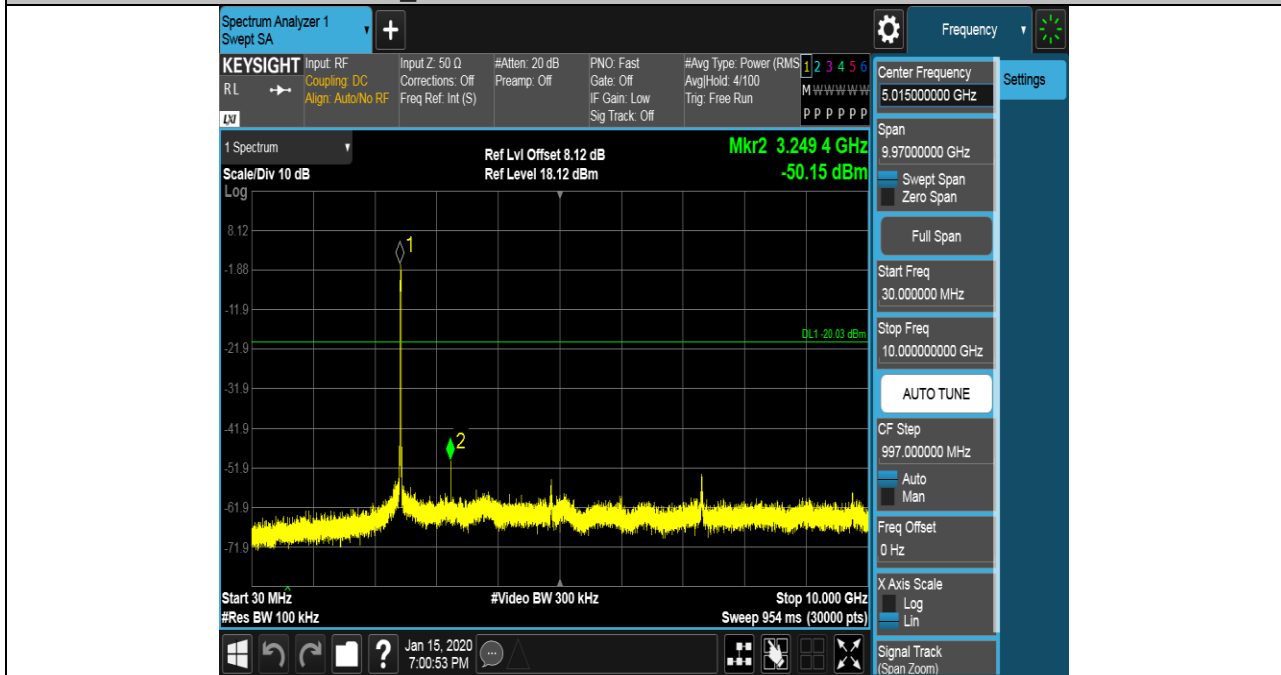 Spectrum Analyzer 1
Swept SA
+
Frequency
KEYSIGHT
RL
LXI
Input: RF
Coupling: DC
Align: Auto/No RF
Input Z: 50 Ω
Corrections: Off
Freq Ref: Int (S)
#Atten: 20 dB
Preamp: Off
PNO: Fast
Gate: Off
IF Gain: Low
Sig Track: Off
#Avg Type: Power (RMS
Avg|Hold: 4/100
Trig: Free Run
1 2 3 4 5 6
M W W W W W
P P P P P P
1 Spectrum
Scale/Div 10 dB
Ref Lvl Offset 8.12 dB
Ref Level 18.12 dBm
Mkr2 3.249 4 GHz
-50.15 dBm
Log
8.12
-1.88
-11.9
-21.9
-31.9
-41.9
-51.9
-61.9
-71.9
1
2
DL1 -20.03 dBm
Start 30 MHz
#Res BW 100 kHz
#Video BW 300 kHz
Stop 10.000 GHz
Sweep 954 ms (30000 pts)
?
Jan 15, 2020
7:00:53 PM
Center Frequency
5.015000000 GHz
Span
9.97000000 GHz
Swept Span
Zero Span
Full Span
Start Freq
30.000000 MHz
Stop Freq
10.000000000 GHz
AUTO TUNE
CF Step
997.000000 MHz
Auto
Man
Freq Offset
0 Hz
X Axis Scale
Log
Lin
Signal Track
(Span Zoom)
Settings